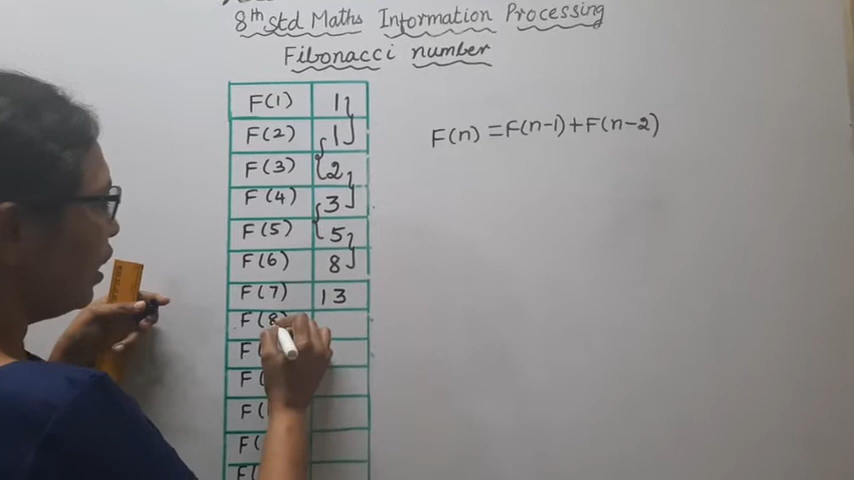 8th Std Maths Information Processing
Fibonacci number
F(1) 1
F(2) 1
F(3) 2
F(4) 3
F(5) 5
F(6) 8
F(7) 13
F(8)
F(
F(
F(
F(
F(
F(n) = F(n-1) + F(n-2)